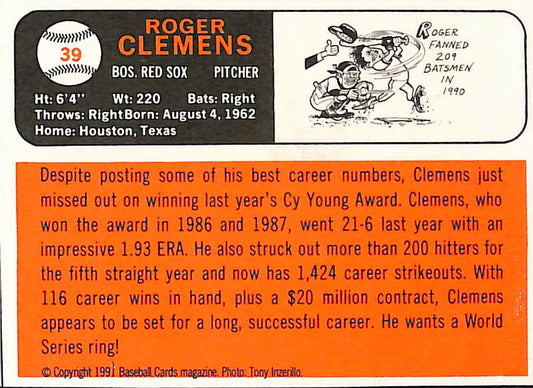 39
ROGER
CLEMENS
BOS. RED SOX PITCHER
Ht: 6'4" Wt: 220 Bats: Right
Throws: RightBorn: August 4, 1962
Home: Houston, Texas
ROGER
FANNED
209
BATSMEN
IN
1990
Despite posting some of his best career numbers, Clemens just
missed out on winning last year's Cy Young Award. Clemens, who
won the award in 1986 and 1987, went 21-6 last year with an
impressive 1.93 ERA. He also struck out more than 200 hitters for
the fifth straight year and now has 1,424 career strikeouts. With
116 career wins in hand, plus a $20 million contract, Clemens
appears to be set for a long, successful career. He wants a World
Series ring!
© Copyright 1991 Baseball Cards magazine. Photo: Tony Inzerillo.